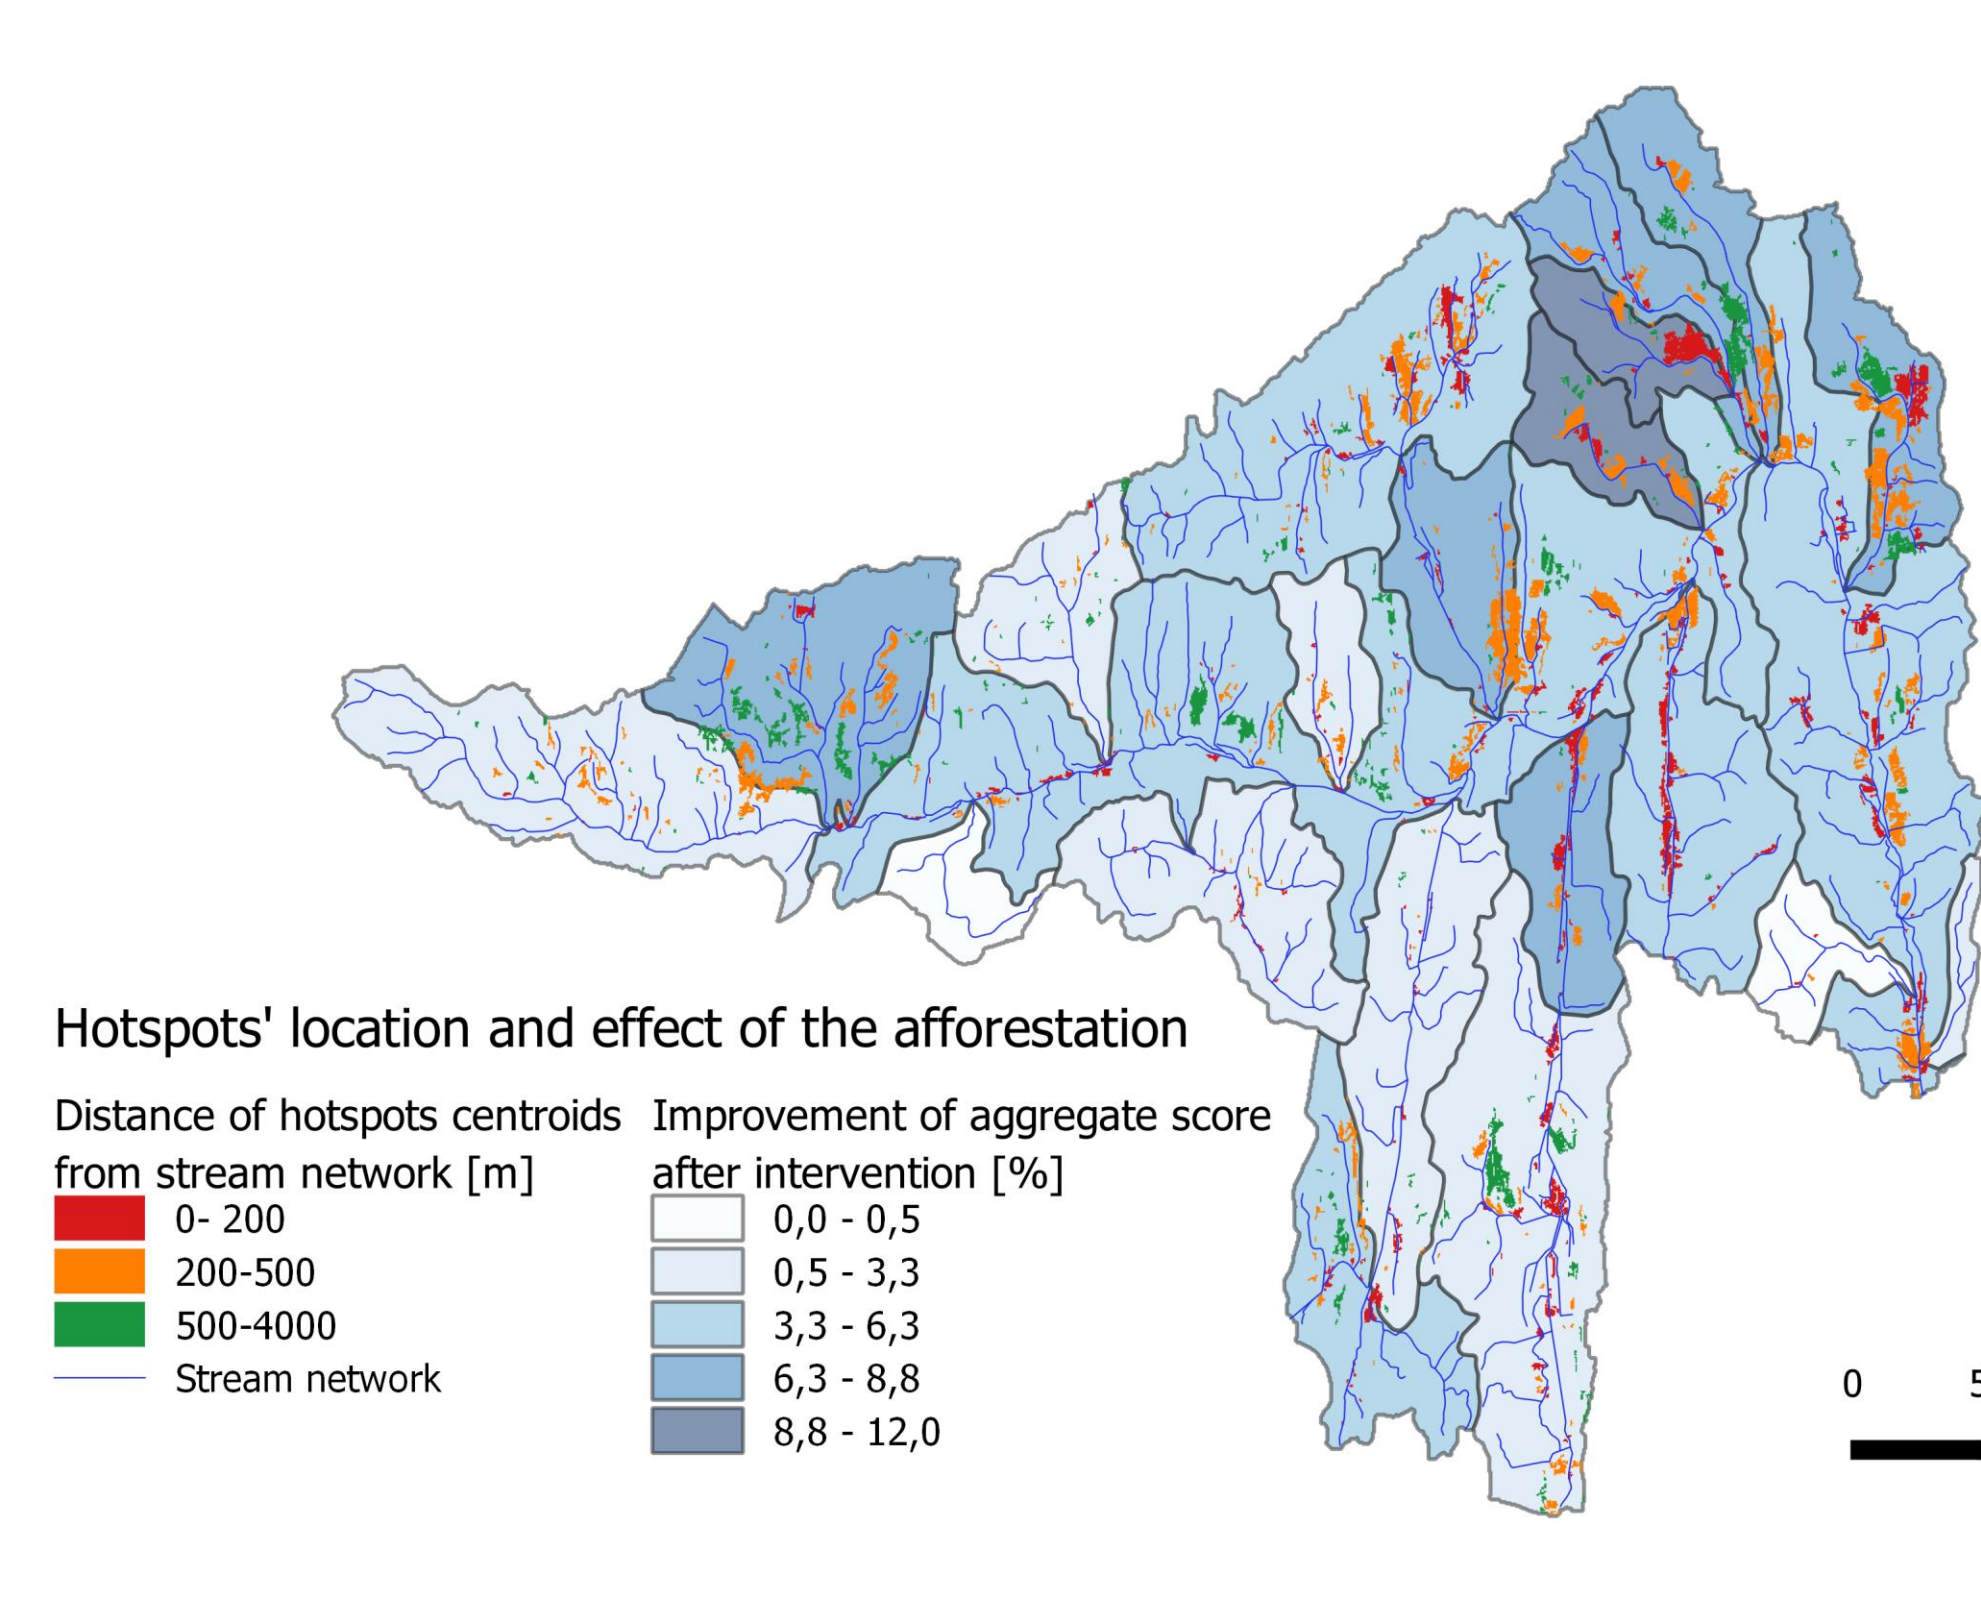 Hotspots' location and effect of the afforestation
Distance of hotspots centroids
from stream network [m]
0- 200
200-500
500-4000
Stream network
Improvement of aggregate score
after intervention [%]
0,0 - 0,5
0,5 - 3,3
3,3 - 6,3
6,3 - 8,8
8,8 - 12,0
0